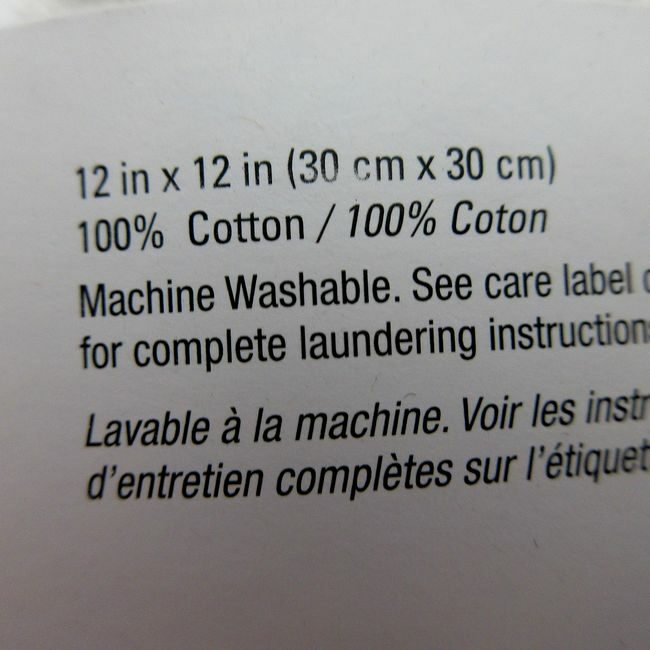 12 in x 12 in (30 cm x 30 cm)
100% Cotton / 100% Coton
Machine Washable. See care label
for complete laundering instructions
Lavable à la machine. Voir les
d'entretien complètes sur